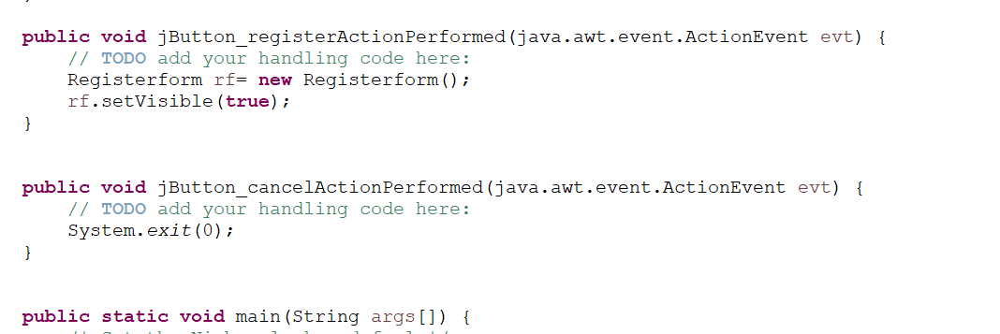 public void jButton_registerActionPerformed(java.awt.event.ActionEvent evt) {
// TODO add your handling code here:
Registerform rf= new Registerform();
rf.setVisible(true);
}
public void jButton_cancelActionPerformed(java.awt.event.ActionEvent evt) {
// TODO add your handling code here:
System.exit(0);
}
public static void main(String args[]) {